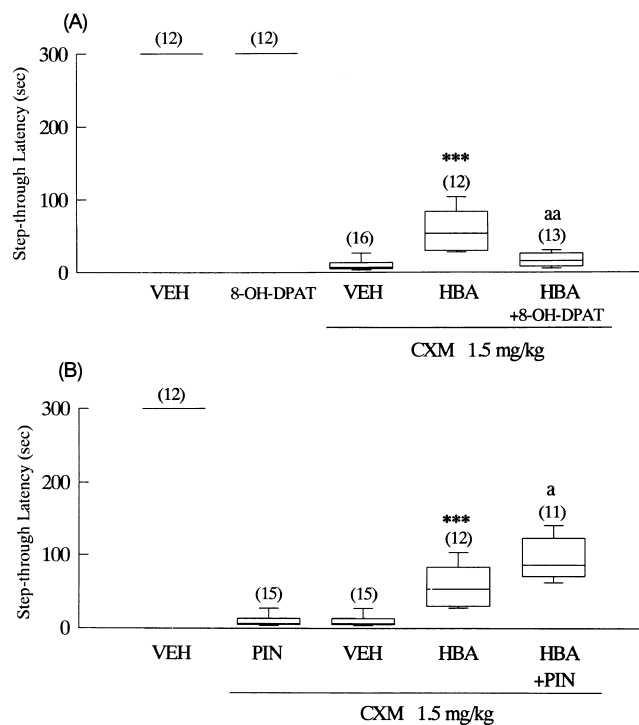 (A)
(12) (12)
300
200
100
0
Step-through Latency (sec)
(16)
***
(12)
aa
(13)
VEH 8-OH-DPAT VEH HBA HBA
+8-OH-DPAT
CXM 1.5 mg/kg
(B)
(12)
300
200
100
0
Step-through Latency (sec)
(15) (15)
***
(12)
a
(11)
VEH PIN VEH HBA HBA
+PIN
CXM 1.5 mg/kg